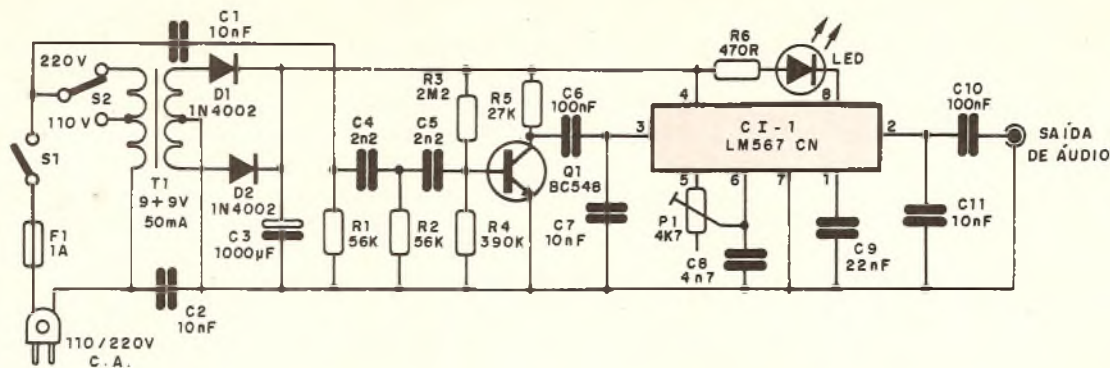 C1
10nF
220V
S2
110V
S1
F1
1A
110/220V
C.A.
D1
1N4002
T1
9+9V
50mA
D2
1N4002
C3
1000µF
C2
10nF
R1
56K
C4
2n2
R2
56K
C5
2n2
R3
2M2
R4
390K
R5
27K
Q1
BC548
C6
100nF
C7
10nF
R6
470R
LED
4
8
3
CI-1
LM567 CN
2
5
6
7
1
P1
4K7
C8
4n7
C9
22nF
C10
100nF
C11
10nF
SAÍDA
DE ÁUDIO